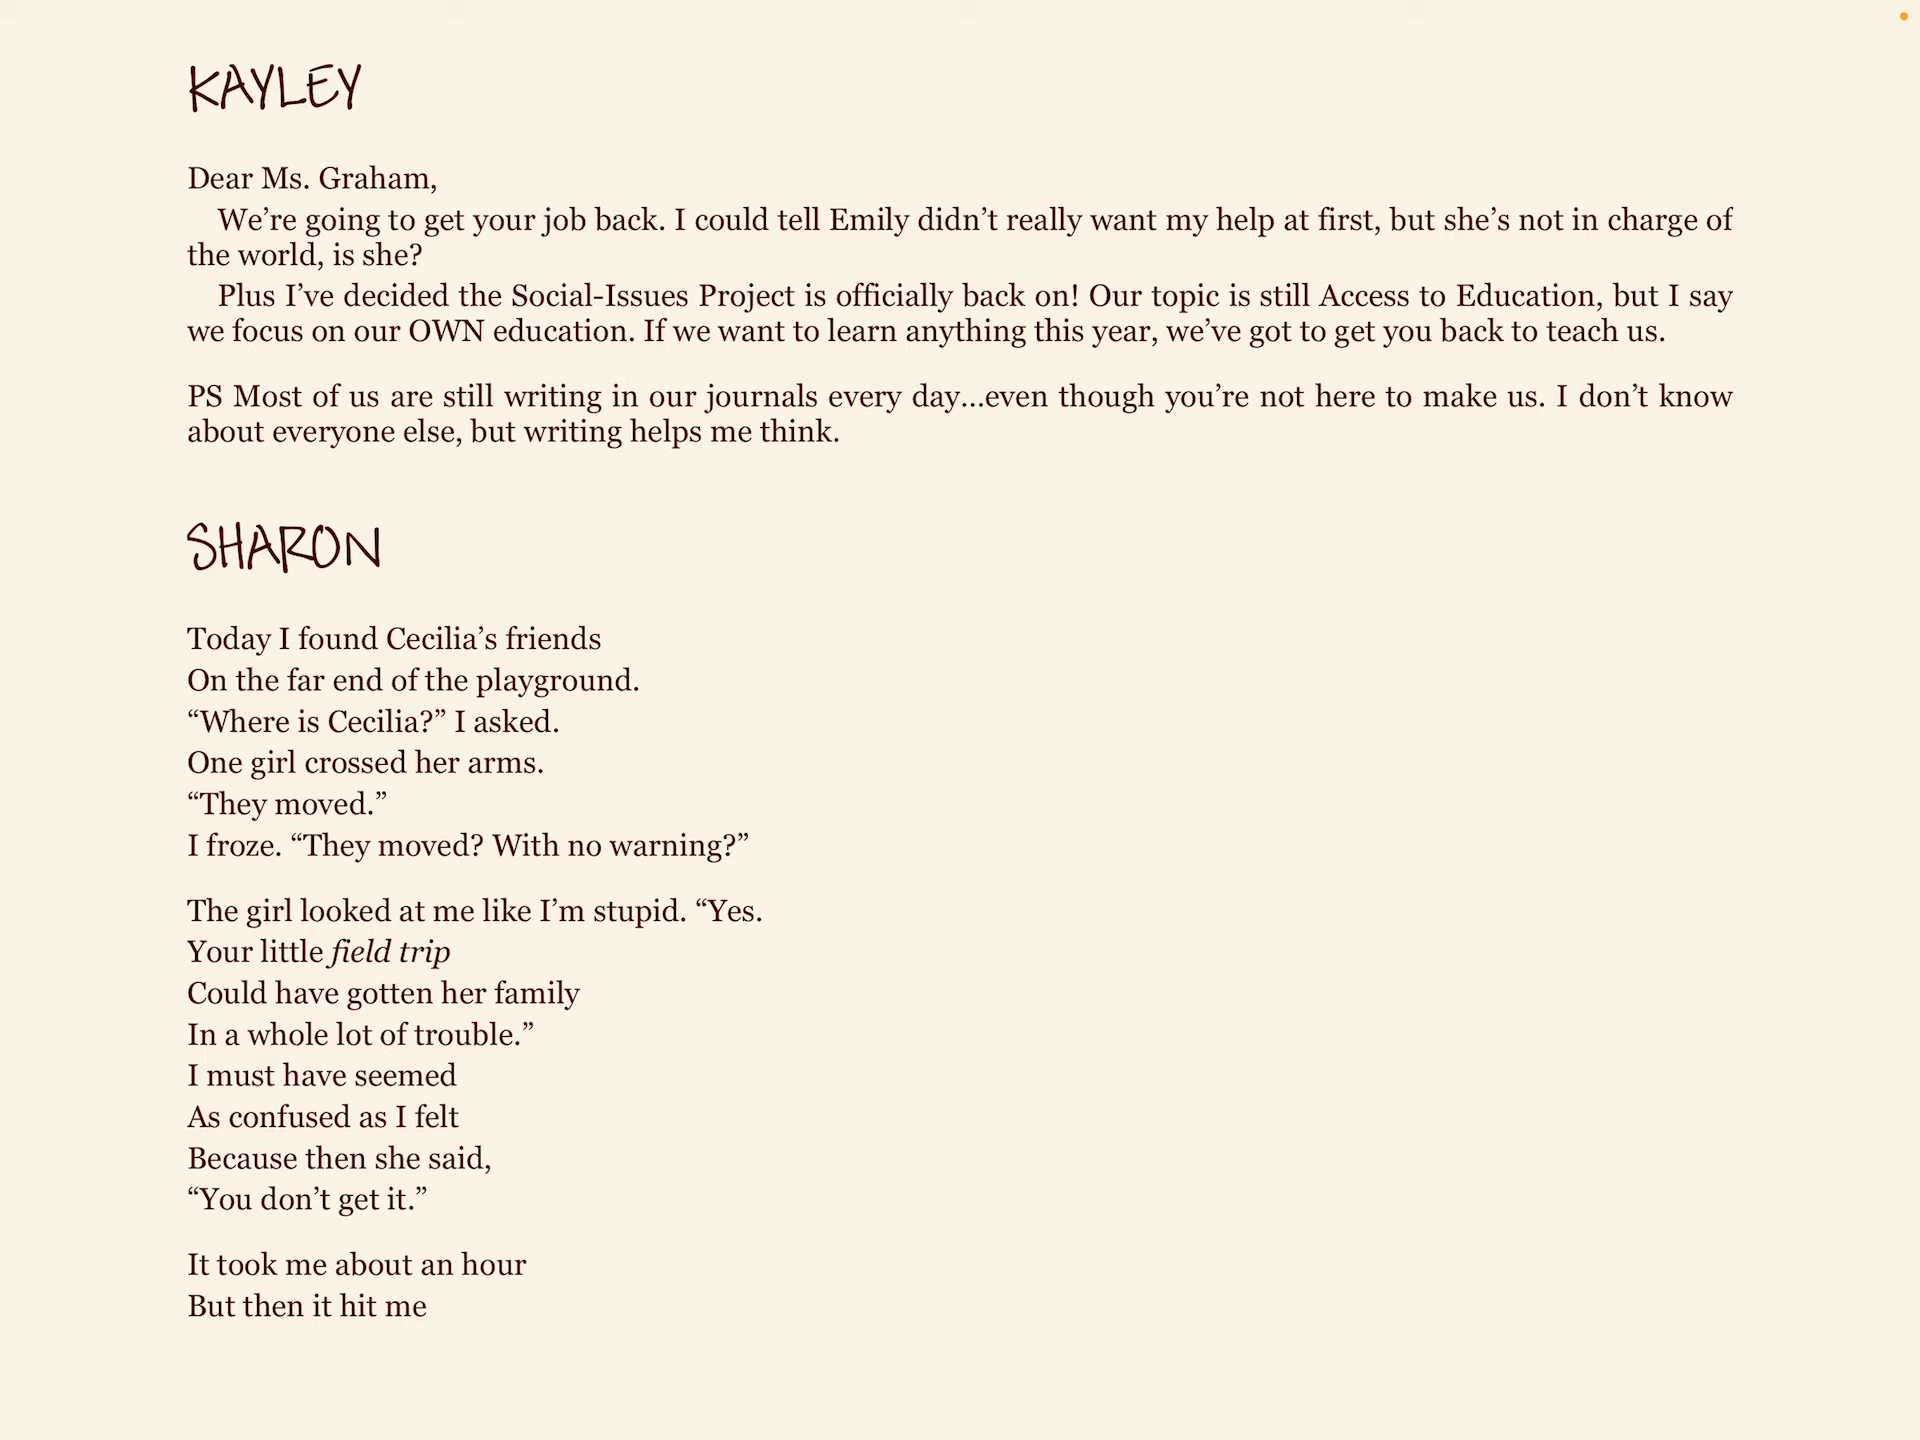 KAYLEY
Dear Ms. Graham,
We’re going to get your job back. I could tell Emily didn’t really want my help at first, but she’s not in charge of
the world, is she?
Plus I’ve decided the Social-Issues Project is officially back on! Our topic is still Access to Education, but I say
we focus on our OWN education. If we want to learn anything this year, we’ve got to get you back to teach us.
PS Most of us are still writing in our journals every day…even though you’re not here to make us. I don’t know
about everyone else, but writing helps me think.
SHARON
Today I found Cecilia’s friends
On the far end of the playground.
“Where is Cecilia?” I asked.
One girl crossed her arms.
“They moved.”
I froze. “They moved? With no warning?”
The girl looked at me like I’m stupid. “Yes.
Your little field trip
Could have gotten her family
In a whole lot of trouble.”
I must have seemed
As confused as I felt
Because then she said,
“You don’t get it.”
It took me about an hour
But then it hit me